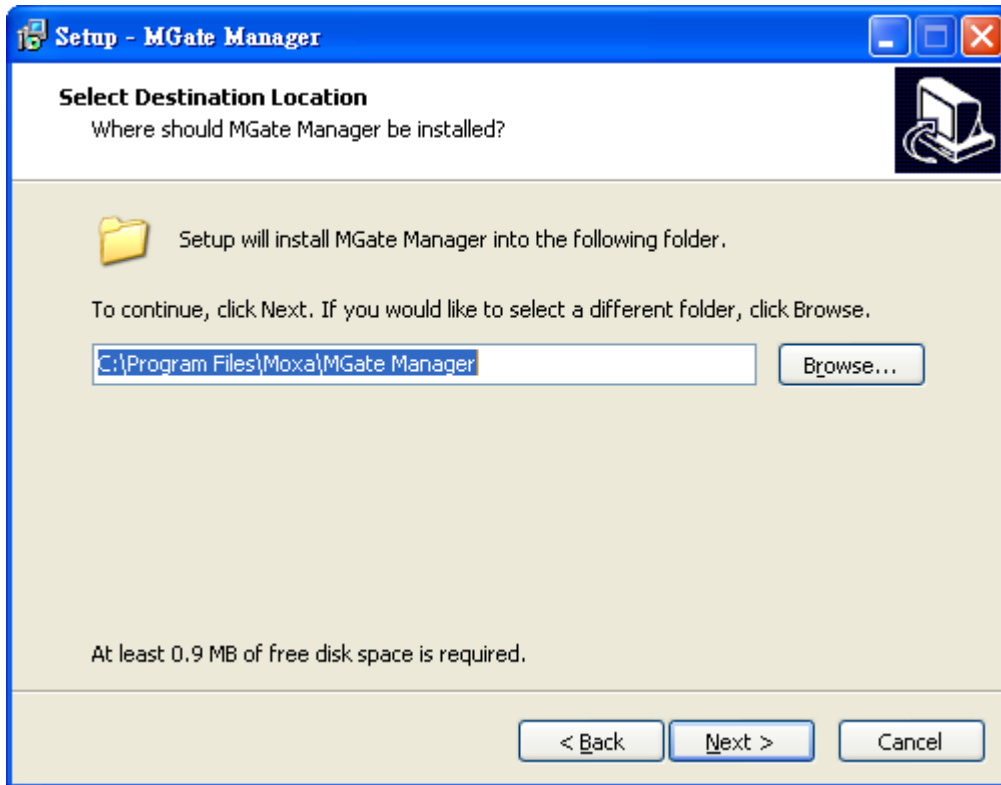 Setup - MGate Manager
Select Destination Location
Where should MGate Manager be installed?
Setup will install MGate Manager into the following folder.
To continue, click Next. If you would like to select a different folder, click Browse.
C:\Program Files\Moxa\MGate Manager
Browse...
At least 0.9 MB of free disk space is required.
< Back Next > Cancel